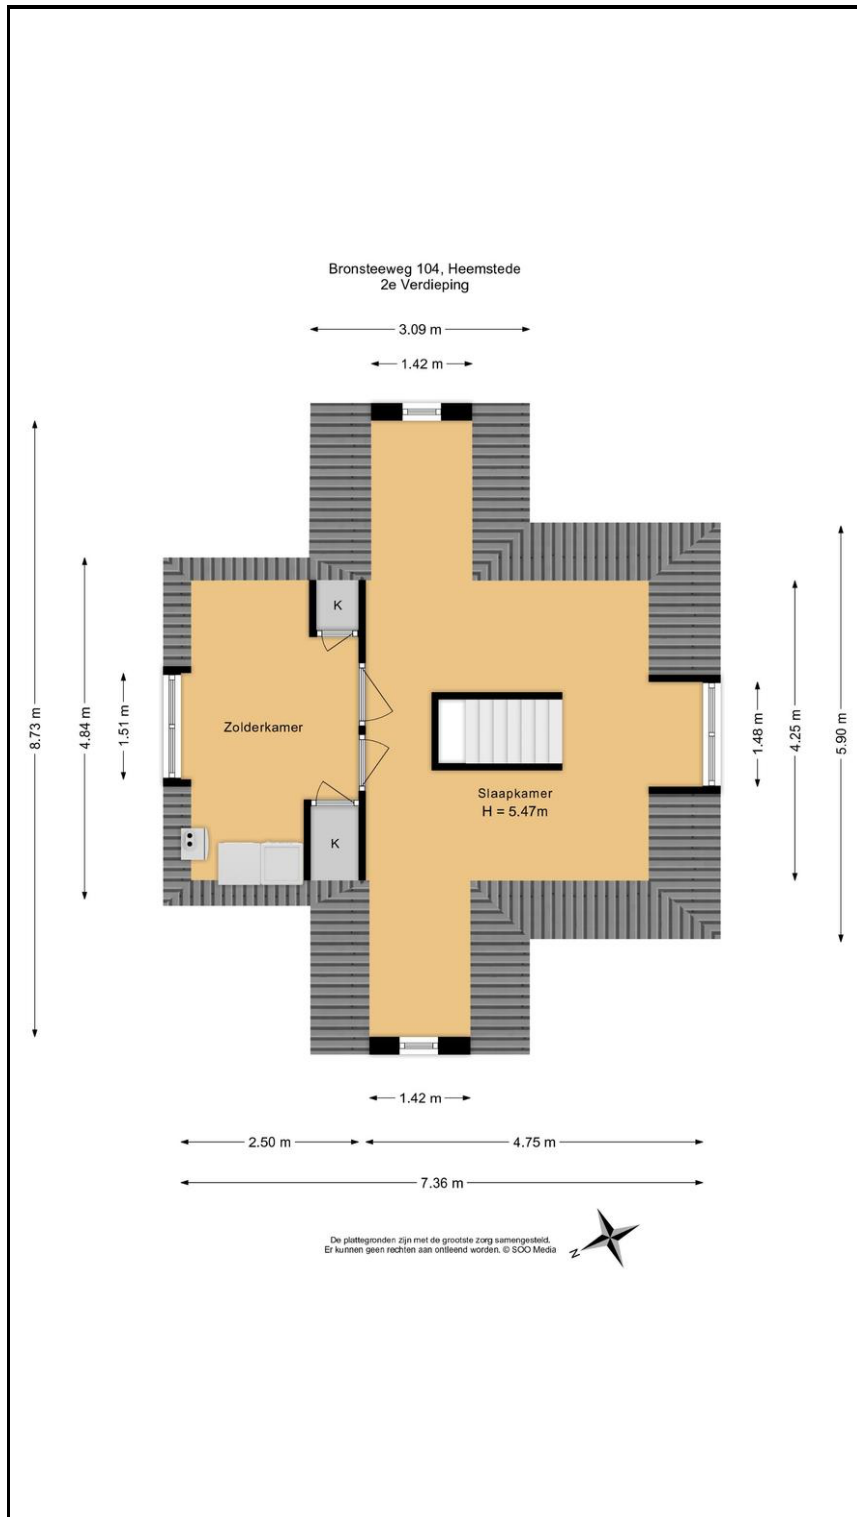 Bronsteeweg 104, Heemstede
2e Verdieping
3.09 m
1.42 m
8.73 m
4.84 m
1.51 m
K
Zolderkamer
K
Slaapkamer
H = 5.47m
1.48 m
4.25 m
5.90 m
1.42 m
2.50 m
4.75 m
7.36 m
De plattegronden zijn met de grootste zorg samengesteld.
Er kunnen geen rechten aan ontleend worden. © SOO Media
N